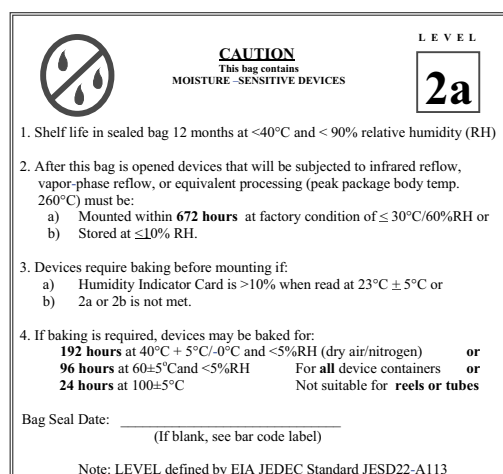 L E V E L
CAUTION
This bag contains
MOISTURE –SENSITIVE DEVICES
2a
1. Shelf life in sealed bag 12 months at <40°C and < 90% relative humidity (RH)
2. After this bag is opened devices that will be subjected to infrared reflow,
vapor-phase reflow, or equivalent processing (peak package body temp.
260°C) must be:
a) Mounted within 672 hours at factory condition of ≤ 30°C/60%RH or
b) Stored at ≤10% RH.
3. Devices require baking before mounting if:
a) Humidity Indicator Card is >10% when read at 23°C ± 5°C or
b) 2a or 2b is not met.
4. If baking is required, devices may be baked for:
192 hours at 40°C + 5°C/-0°C and <5%RH (dry air/nitrogen) or
96 hours at 60±5°Cand <5%RH For all device containers or
24 hours at 100±5°C Not suitable for reels or tubes
Bag Seal Date: ______________________________
(If blank, see bar code label)
Note: LEVEL defined by EIA JEDEC Standard JESD22-A113